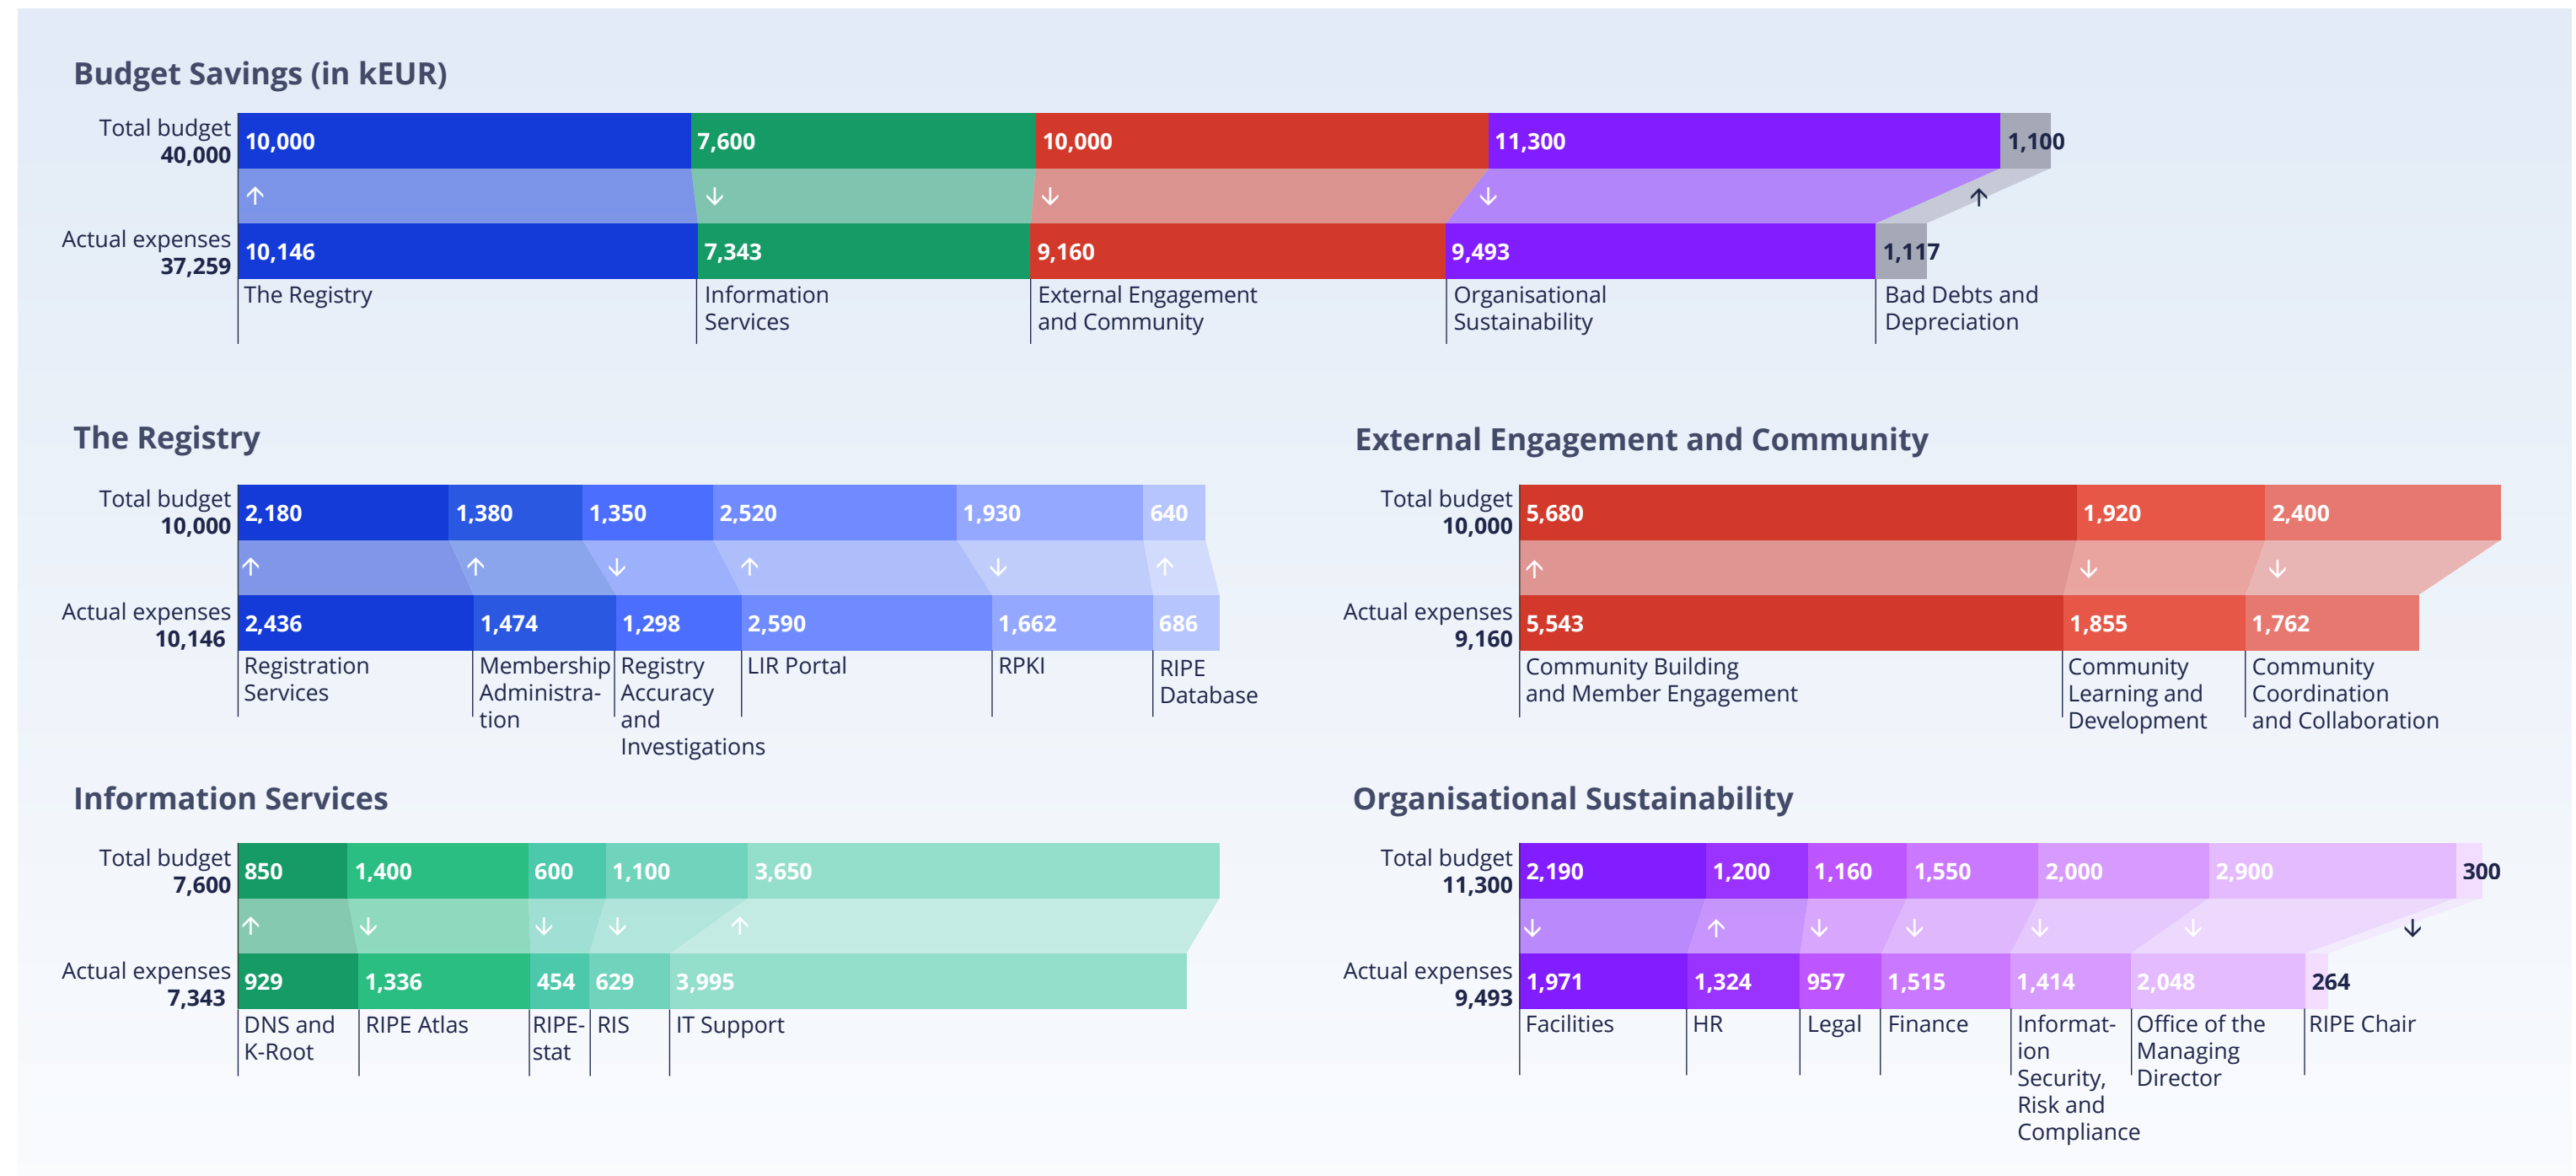 Budget Savings (in kEUR)
Total budget
40,000
10,000 7,600 10,000 11,300 1,100
↑ ↓ ↓ ↓ ↑
Actual expenses
37,259
10,146 7,343 9,160 9,493 1,117
The Registry
Information
Services
External Engagement
and Community
Organisational
Sustainability
Bad Debts and
Depreciation
The Registry
Total budget
10,000
2,180 1,380 1,350 2,520 1,930 640
↑ ↑ ↓ ↑ ↓ ↑
Actual expenses
10,146
2,436 1,474 1,298 2,590 1,662 686
Registration
Services
Membership
Administra-
tion
Registry
Accuracy
and
Investigations
LIR Portal
RPKI
RIPE
Database
External Engagement and Community
Total budget
10,000
5,680 1,920 2,400
↑ ↓ ↓
Actual expenses
9,160
5,543 1,855 1,762
Community Building
and Member Engagement
Community
Learning and
Development
Community
Coordination
and Collaboration
Information Services
Total budget
7,600
850 1,400 600 1,100 3,650
↑ ↓ ↓ ↓ ↑
Actual expenses
7,343
929 1,336 454 629 3,995
DNS and
K-Root
RIPE Atlas
RIPE-
stat
RIS
IT Support
Organisational Sustainability
Total budget
11,300
2,190 1,200 1,160 1,550 2,000 2,900 300
↓ ↑ ↓ ↓ ↓ ↓ ↓
Actual expenses
9,493
1,971 1,324 957 1,515 1,414 2,048 264
Facilities
HR
Legal
Finance
Informat-
ion
Security,
Risk and
Compliance
Office of the
Managing
Director
RIPE Chair